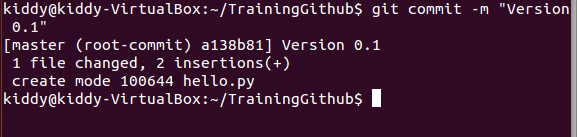 kiddy@kiddy-VirtualBox:~/TrainingGithub$ git commit -m "Version
 0.1"
[master (root-commit) a138b81] Version 0.1
 1 file changed, 2 insertions(+)
 create mode 100644 hello.py
kiddy@kiddy-VirtualBox:~/TrainingGithub$